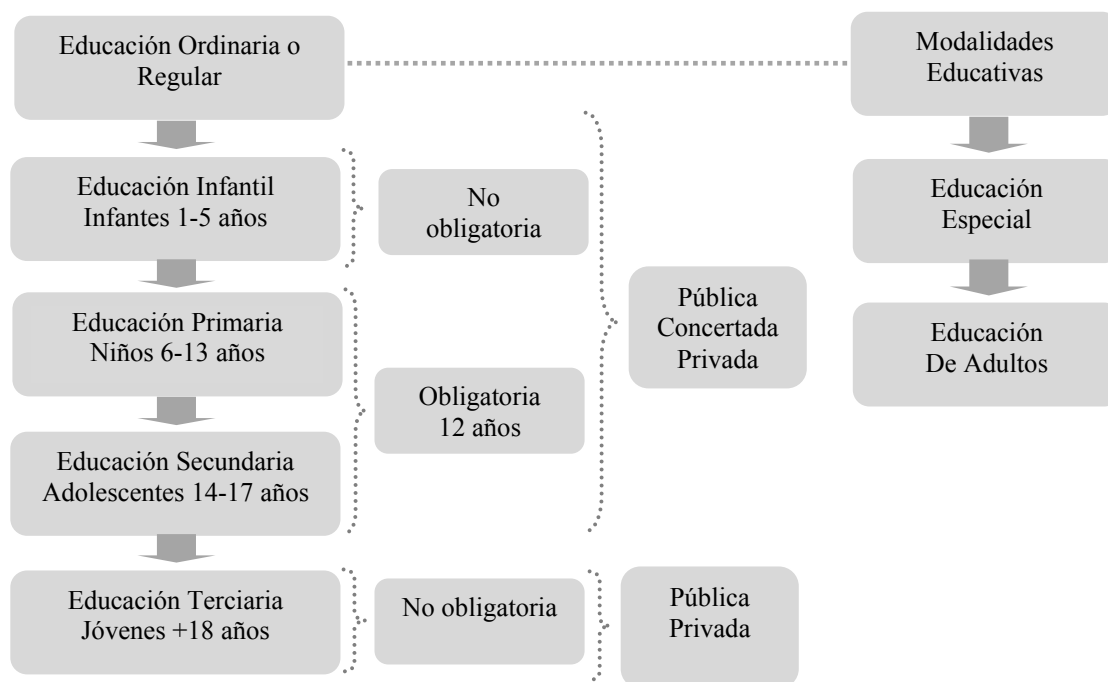 Educación Ordinaria o
Regular
Modalidades
Educativas
Educación Infantil
Infantes 1-5 años
No
obligatoria
Educación
Especial
Educación Primaria
Niños 6-13 años
Pública
Concertada
Privada
Educación
De Adultos
Obligatoria
12 años
Educación Secundaria
Adolescentes 14-17 años
Educación Terciaria
Jóvenes +18 años
No obligatoria
Pública
Privada